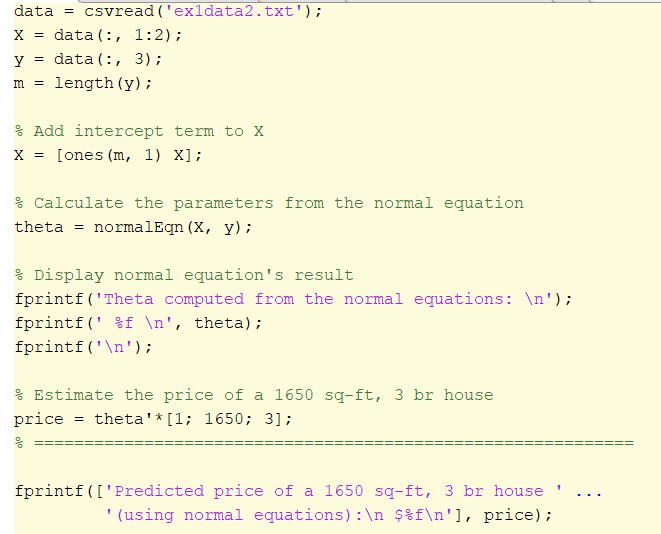 data = csvread('ex1data2.txt');
X = data(:, 1:2);
y = data(:, 3);
m = length(y);
% Add intercept term to X
X = [ones(m, 1) X];
% Calculate the parameters from the normal equation
theta = normalEqn(X, y);
% Display normal equation's result
fprintf('Theta computed from the normal equations: \n');
fprintf(' %f \n', theta);
fprintf('\n');
% Estimate the price of a 1650 sq-ft, 3 br house
price = theta'*[1; 1650; 3];
% ============================================================
fprintf(['Predicted price of a 1650 sq-ft, 3 br house ' ...
'(using normal equations):\n $%f\n'], price);